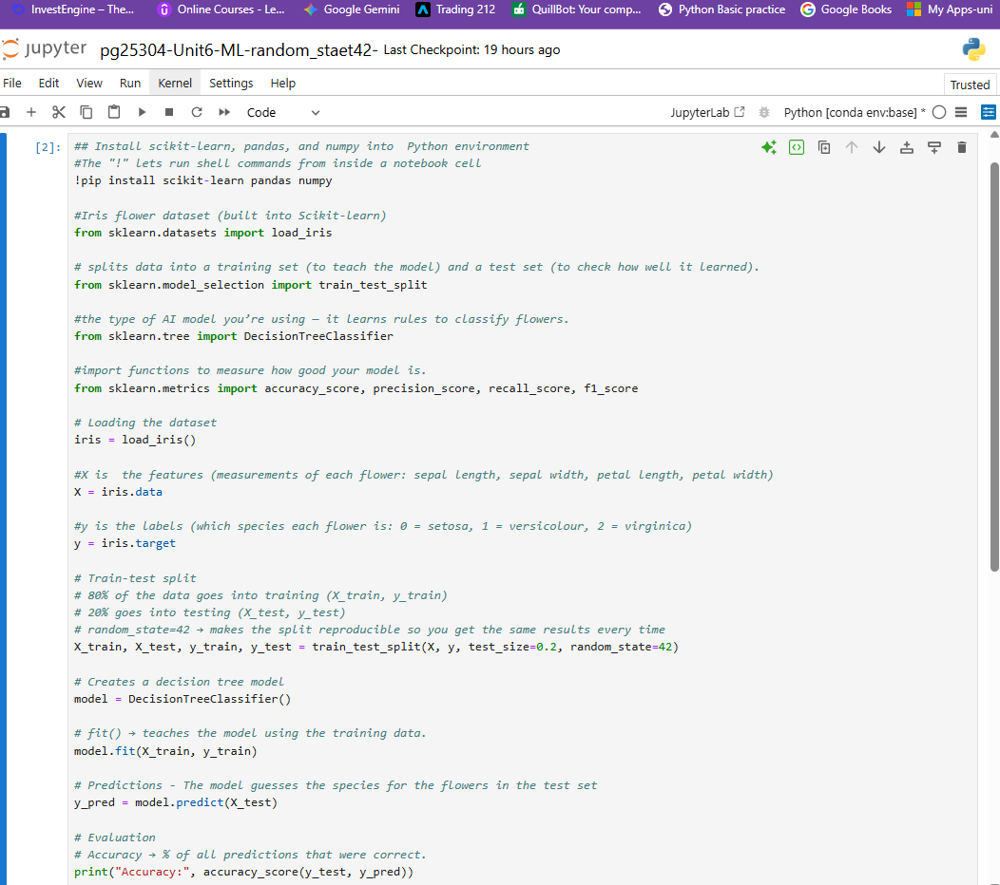 InvestEngine – The...
Online Courses - Le...
Google Gemini
Trading 212
QuillBot: Your comp...
Python Basic practice
Google Books
My Apps-uni
jupyter pg25304-Unit6-ML-random_staet42- Last Checkpoint: 19 hours ago
File Edit View Run Kernel Settings Help
Trusted
Code
JupyterLab
Python [conda env:base] *
[2]:
## Install scikit-learn, pandas, and numpy into  Python environment
#The "!" lets run shell commands from inside a notebook cell
!pip install scikit-learn pandas numpy
#Iris flower dataset (built into Scikit-learn)
from sklearn.datasets import load_iris
# splits data into a training set (to teach the model) and a test set (to check how well it learned).
from sklearn.model_selection import train_test_split
#the type of AI model you’re using — it learns rules to classify flowers.
from sklearn.tree import DecisionTreeClassifier
#import functions to measure how good your model is.
from sklearn.metrics import accuracy_score, precision_score, recall_score, f1_score
# Loading the dataset
iris = load_iris()
#X is  the features (measurements of each flower: sepal length, sepal width, petal length, petal width)
X = iris.data
#y is the labels (which species each flower is: 0 = setosa, 1 = versicolour, 2 = virginica)
y = iris.target
# Train-test split
# 80% of the data goes into training (X_train, y_train)
# 20% goes into testing (X_test, y_test)
# random_state=42 → makes the split reproducible so you get the same results every time
X_train, X_test, y_train, y_test = train_test_split(X, y, test_size=0.2, random_state=42)
# Creates a decision tree model
model = DecisionTreeClassifier()
# fit() → teaches the model using the training data.
model.fit(X_train, y_train)
# Predictions - The model guesses the species for the flowers in the test set
y_pred = model.predict(X_test)
# Evaluation
# Accuracy → % of all predictions that were correct.
print("Accuracy:", accuracy_score(y_test, y_pred))